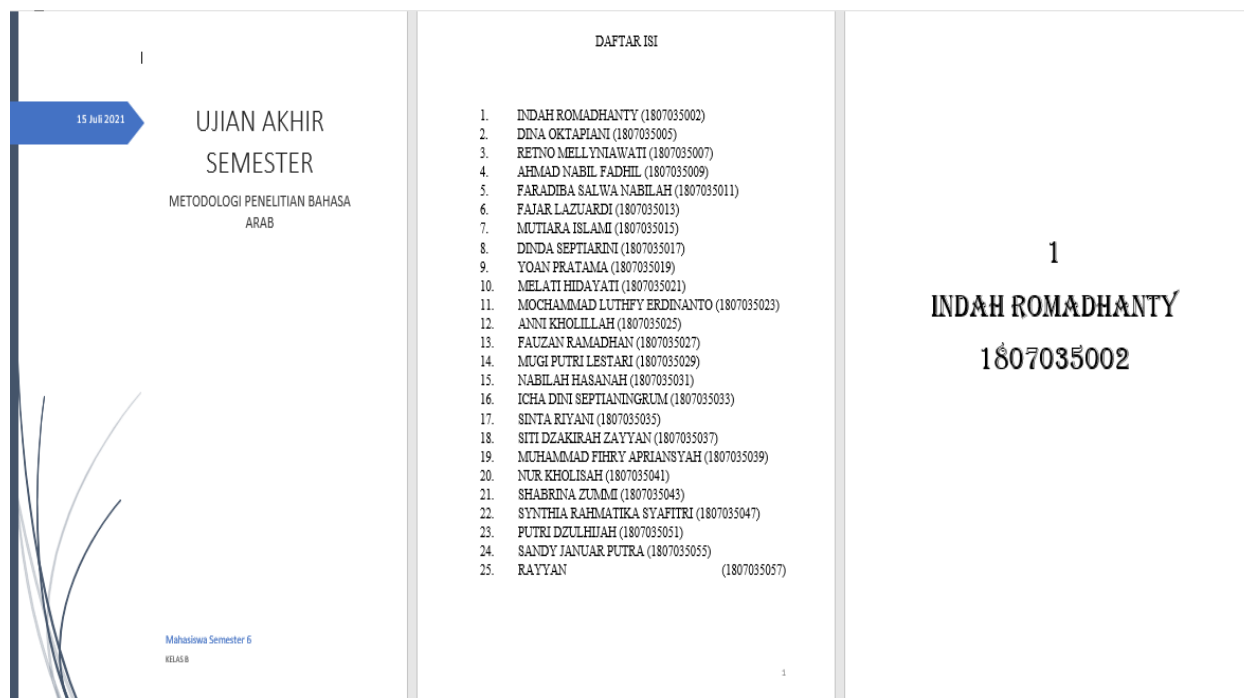 15 Juli 2021
UJIAN AKHIR
SEMESTER
METODOLOGI PENELITIAN BAHASA
ARAB
Mahasiswa Semester 6
KELAS B
DAFTAR ISI
1. INDAH ROMADHANTY (1807035002)
2. DINA OKTAPIANI (1807035005)
3. RETNO MELLYNIAWATI (1807035007)
4. AHMAD NABIL FADHIL (1807035009)
5. FARADIBA SALWA NABILAH (1807035011)
6. FAJAR LAZUARDI (1807035013)
7. MUTIARA ISLAMI (1807035015)
8. DINDA SEPTIARINI (1807035017)
9. YOAN PRATAMA (1807035019)
10. MELATI HIDAYATI (1807035021)
11. MOCHAMMAD LUTHFY ERDINANTO (1807035023)
12. ANNI KHOLILLAH (1807035025)
13. FAUZAN RAMADHAN (1807035027)
14. MUGI PUTRI LESTARI (1807035029)
15. NABILAH HASANAH (1807035031)
16. ICHA DINI SEPTIANINGRUM (1807035033)
17. SINTA RIYANI (1807035035)
18. SITI DZAKIRAH ZAYYAN (1807035037)
19. MUHAMMAD FIHRY APRIANSYAH (1807035039)
20. NUR KHOLISAH (1807035041)
21. SHABRINA ZUMMI (1807035043)
22. SYNTHIA RAHMATIKA SYAFITRI (1807035047)
23. PUTRI DZULHIJAH (1807035051)
24. SANDY JANUAR PUTRA (1807035055)
25. RAYYAN (1807035057)
1
1
INDAH ROMADHANTY
1807035002